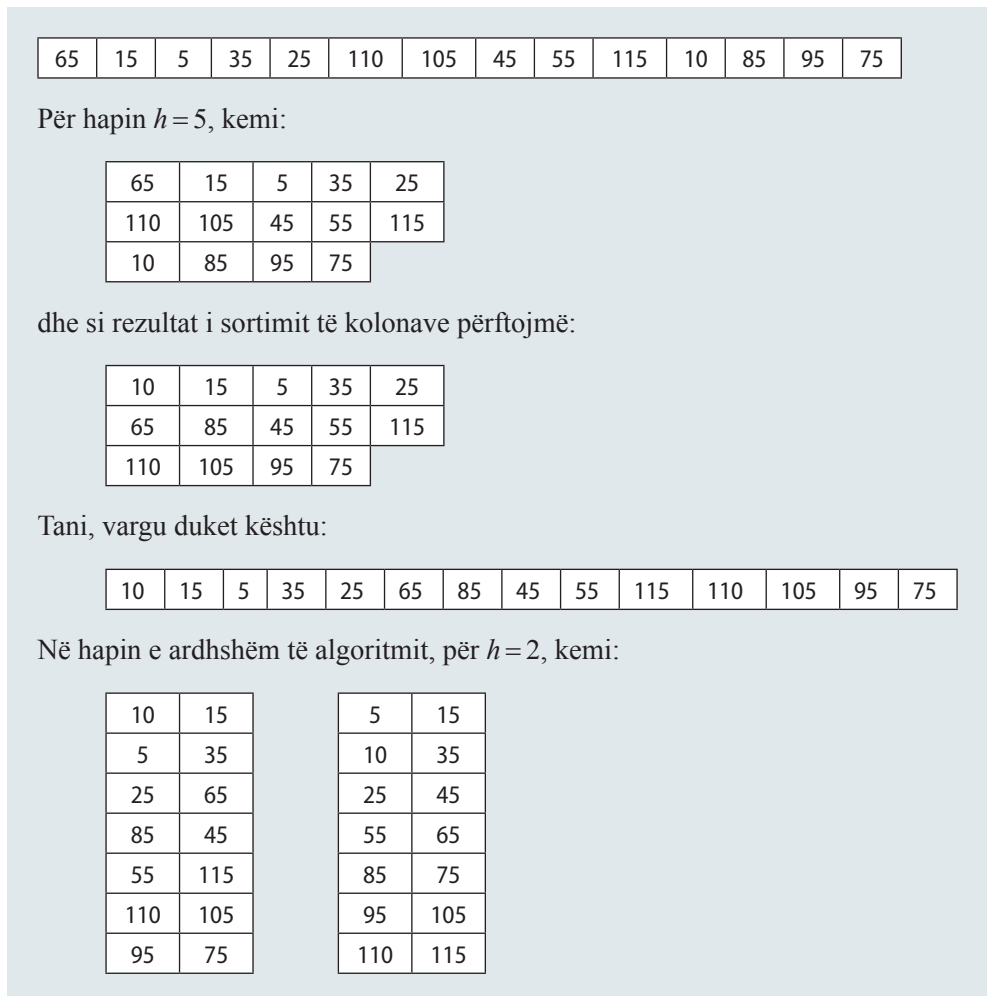 65 15 5 35 25 110 105 45 55 115 10 85 95 75
Për hapin h = 5, kemi:
65 15 5 35 25
110 105 45 55 115
10 85 95 75
dhe si rezultat i sortimit të kolonave përftojmë:
10 15 5 35 25
65 85 45 55 115
110 105 95 75
Tani, vargu duket kështu:
10 15 5 35 25 65 85 45 55 115 110 105 95 75
Në hapin e ardhshëm të algoritmit, për h = 2, kemi:
10 15 5 15
5 35 10 35
25 65 25 45
85 45 55 65
55 115 85 75
110 105 95 105
95 75 110 115